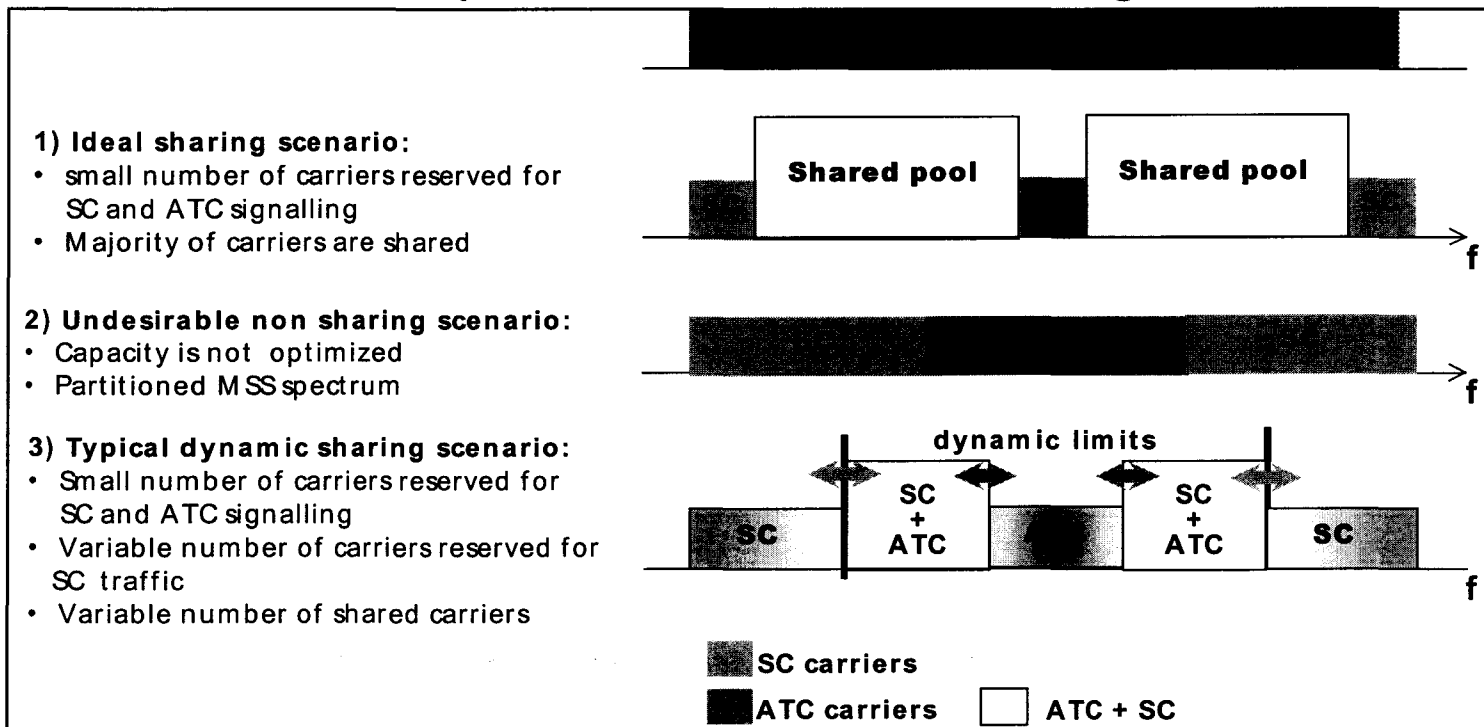 1) Ideal sharing scenario:
• small number of carriers reserved for
SC and ATC signalling
• Majority of carriers are shared
Shared pool
Shared pool
f
2) Undesirable non sharing scenario:
• Capacity is not optimized
• Partitioned MSS spectrum
f
3) Typical dynamic sharing scenario:
• Small number of carriers reserved for
SC and ATC signalling
• Variable number of carriers reserved for
SC traffic
• Variable number of shared carriers
dynamic limits
SC
SC
+
ATC
SC
+
ATC
SC
f
SC carriers
ATC carriers
ATC + SC